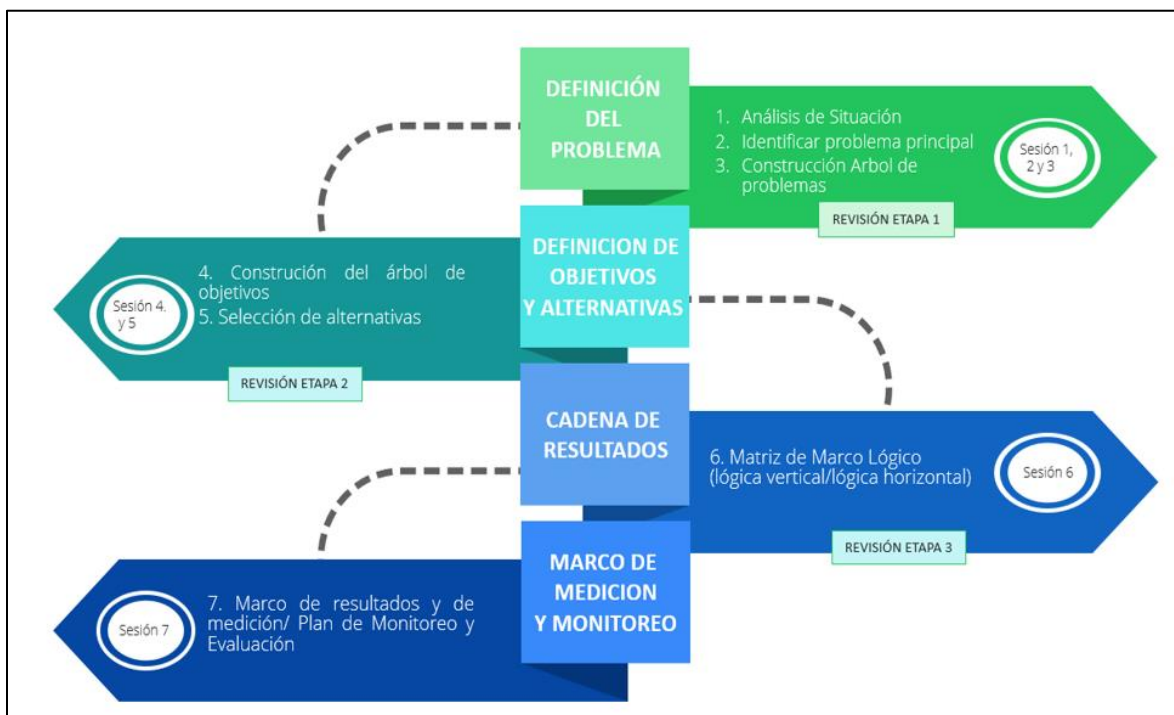 DEFINICIÓN
DEL
PROBLEMA
1. Análisis de Situación
2. Identificar problema principal
3. Construcción Arbol de
problemas
Sesión 1,
2 y 3
REVISIÓN ETAPA 1
DEFINICION DE
OBJETIVOS
Y ALTERNATIVAS
4. Construción del árbol de
objetivos
5. Selección de alternativas
Sesión 4.
y 5
REVISIÓN ETAPA 2
CADENA DE
RESULTADOS
6. Matriz de Marco Lógico
(lógica vertical/lógica horizontal)
Sesión 6
REVISIÓN ETAPA 3
MARCO DE
MEDICION
Y MONITOREO
7. Marco de resultados y de
medición/ Plan de Monitoreo y
Evaluación
Sesión 7